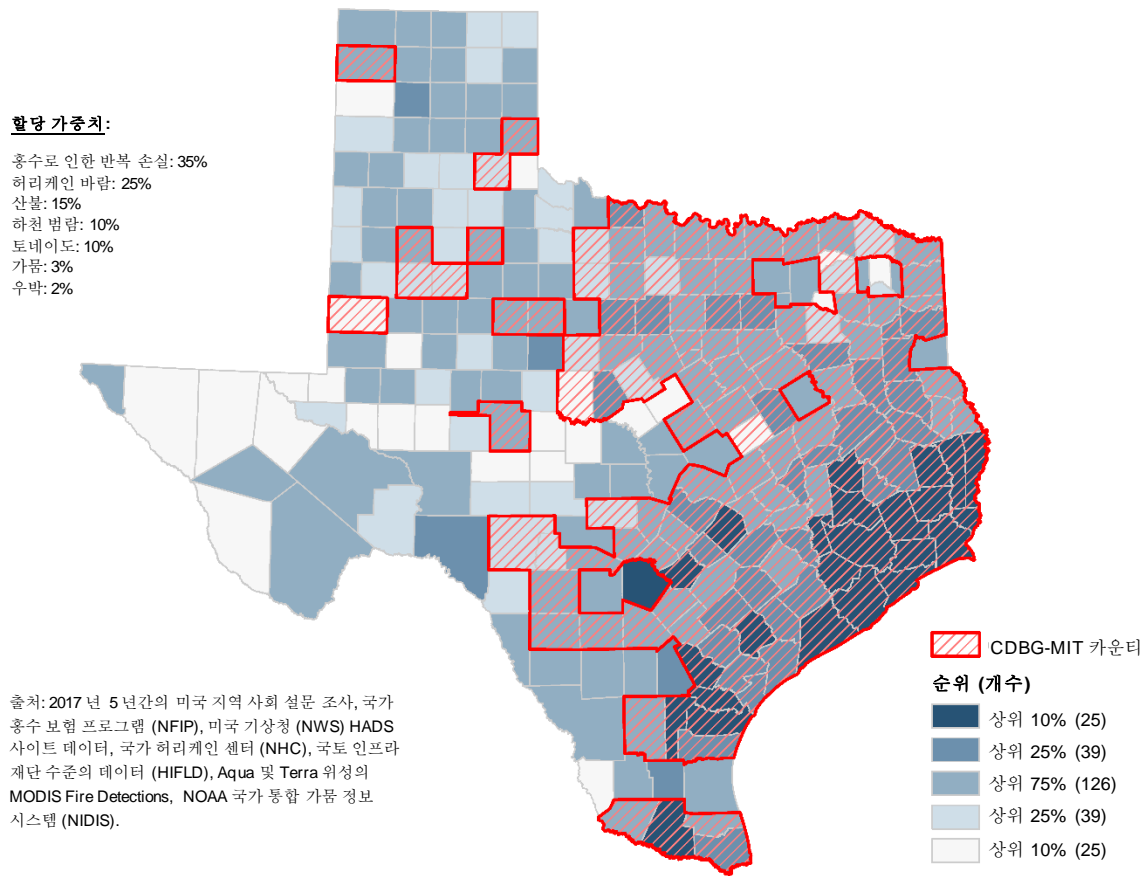 할당 가중치:
홍수로 인한 반복 손실: 35%
허리케인 바람: 25%
산불: 15%
하천 범람: 10%
토네이도: 10%
가뭄: 3%
우박: 2%
출처: 2017 년 5 년간의 미국 지역 사회 설문 조사, 국가
홍수 보험 프로그램 (NFIP), 미국 기상청 (NWS) HADS
사이트 데이터, 국가 허리케인 센터 (NHC), 국토 인프라
재단 수준의 데이터 (HIFLD), Aqua 및 Terra 위성의
MODIS Fire Detections, NOAA 국가 통합 가뭄 정보
시스템 (NIDIS).
CDBG-MIT 카운티
순위 (개수)
상위 10% (25)
상위 25% (39)
상위 75% (126)
상위 25% (39)
상위 10% (25)